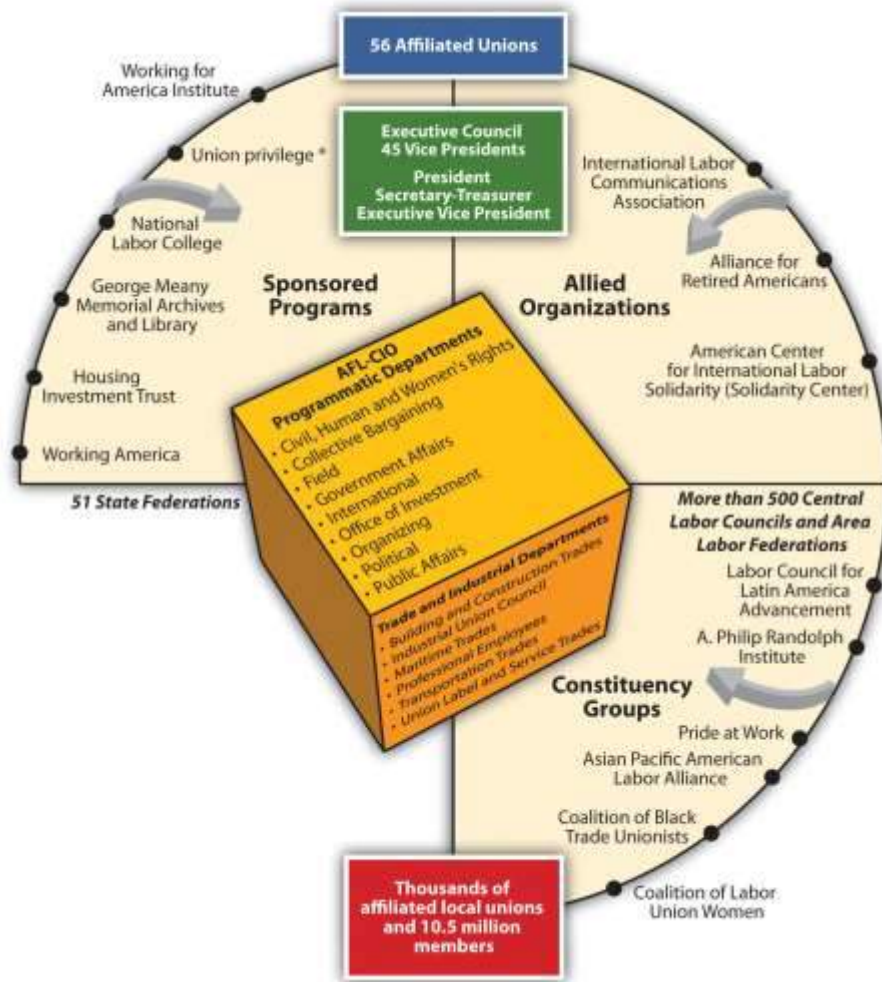 56 Affiliated Unions
Executive Council
45 Vice Presidents
President
Secretary-Treasurer
Executive Vice President
Working for
America Institute
Union privilege *
National
Labor College
George Meany
Memorial Archives
and Library
Housing
Investment Trust
Working America
Sponsored
Programs
51 State Federations
International Labor
Communications
Association
Alliance for
Retired Americans
American Center
for International Labor
Solidarity (Solidarity Center)
Allied
Organizations
AFL-CIO
Programmatic Departments
• Civil, Human and Women's Rights
• Collective Bargaining
• Field
• Government Affairs
• International
• Office of Investment
• Organizing
• Political
• Public Affairs
Trade and Industrial Departments
• Building and Construction Trades
• Industrial Union Council
• Maritime Trades
• Professional Employees
• Transportation Trades
• Union Label and Service Trades
More than 500 Central
Labor Councils and Area
Labor Federations
Labor Council for
Latin America
Advancement
A. Philip Randolph
Institute
Constituency
Groups
Pride at Work
Asian Pacific American
Labor Alliance
Coalition of Black
Trade Unionists
Coalition of Labor
Union Women
Thousands of
affiliated local unions
and 10.5 million
members